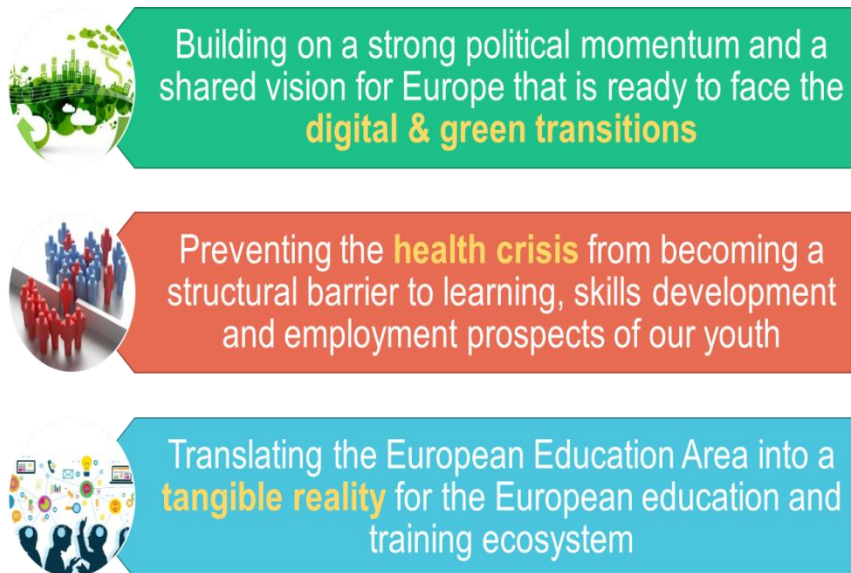 Building on a strong political momentum and a
shared vision for Europe that is ready to face the
digital & green transitions
Preventing the health crisis from becoming a
structural barrier to learning, skills development
and employment prospects of our youth
Translating the European Education Area into a
tangible reality for the European education and
training ecosystem